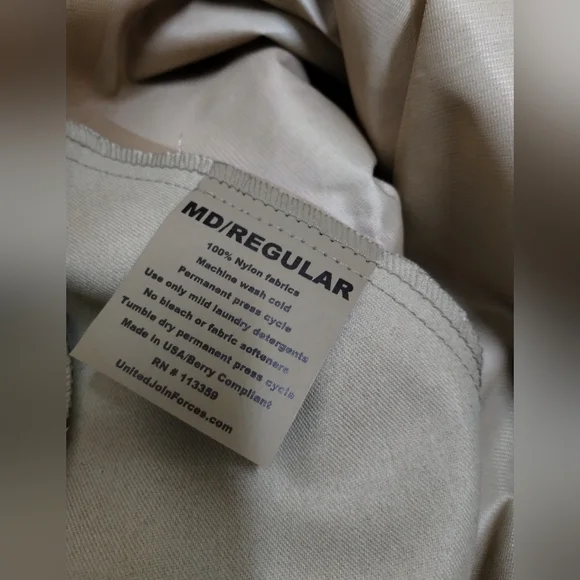 MD/REGULAR
100% Nylon fabrics
Machine wash cold
Permanent press cycle
Use only mild laundry detergents
No bleach or fabric softeners
Tumble dry permanent press cycle
Made in USA/Berry Compliant
RN # 113359
UnitedJoinForces.com